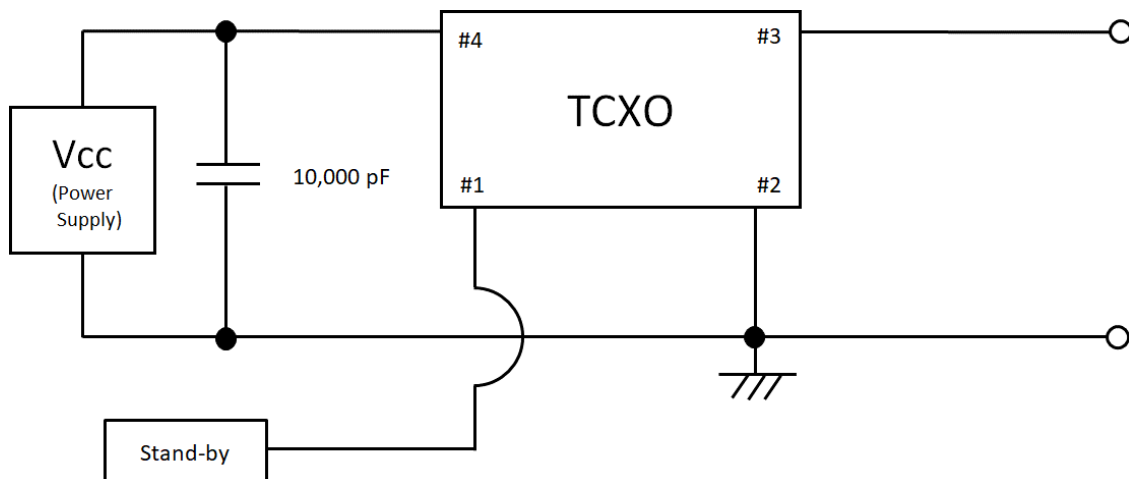 #4
#3
TCXO
Vcc
(Power
Supply)
10,000 pF
#1
#2
Stand-by